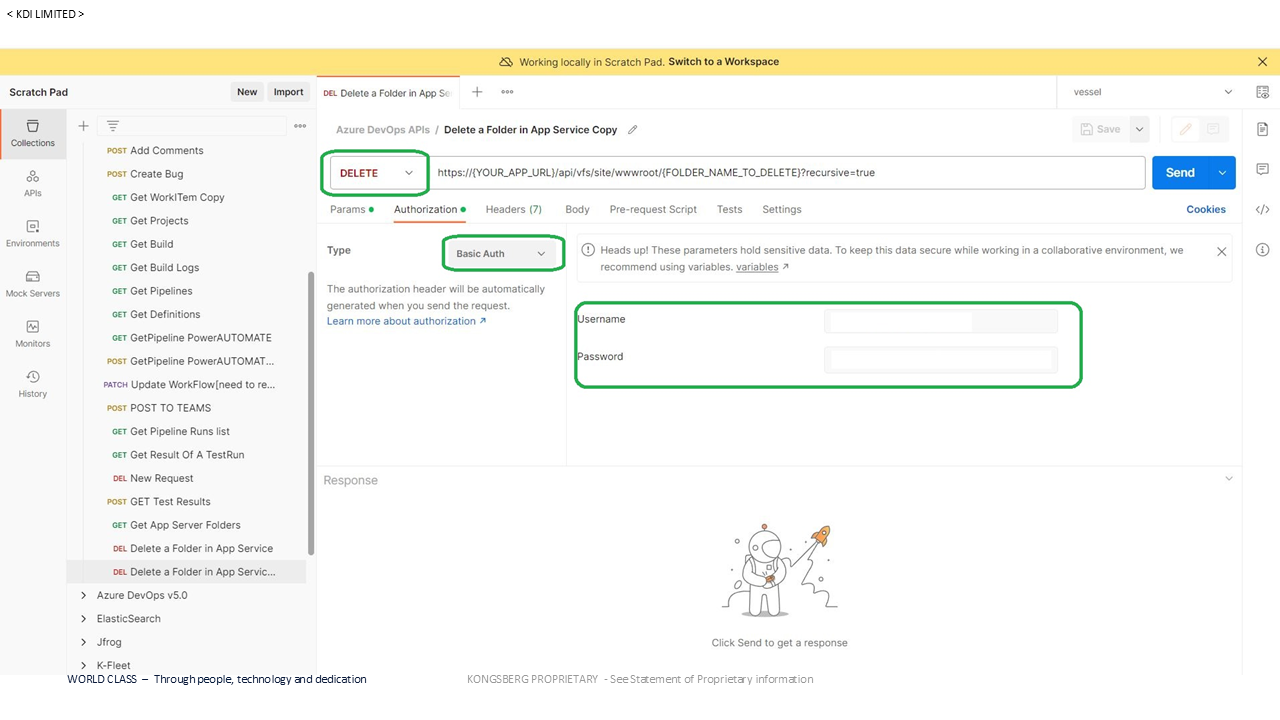 < KDI LIMITED >
Working locally in Scratch Pad. Switch to a Workspace
Scratch Pad
New
Import
DEL Delete a Folder in App Se
vessel
Collections
APIs
Environments
Mock Servers
Monitors
History
POST Add Comments
POST Create Bug
GET Get WorkITem Copy
GET Get Projects
GET Get Build
GET Get Build Logs
GET Get Pipelines
GET Get Definitions
GET GetPipeline PowerAUTOMATE
POST GetPipeline PowerAUTOMAT...
PATCH Update WorkFlow[need to re...
POST POST TO TEAMS
GET Get Pipeline Runs list
GET Get Result Of A TestRun
DEL New Request
POST GET Test Results
GET Get App Server Folders
DEL Delete a Folder in App Service
DEL Delete a Folder in App Servic...
Azure DevOps v5.0
ElasticSearch
Jfrog
K-Fleet
Azure DevOps APIs / Delete a Folder in App Service Copy
Save
DELETE
https://{YOUR_APP_URL}/api/vfs/site/wwwroot/{FOLDER_NAME_TO_DELETE}?recursive=true
Send
Params
Authorization
Headers (7)
Body
Pre-request Script
Tests
Settings
Cookies
Type
Basic Auth
The authorization header will be automatically
generated when you send the request.
Learn more about authorization ↗
Heads up! These parameters hold sensitive data. To keep this data secure while working in a collaborative environment, we
recommend using variables. variables ↗
Username
Password
Response
Click Send to get a response
WORLD CLASS – Through people, technology and dedication
KONGSBERG PROPRIETARY - See Statement of Proprietary information